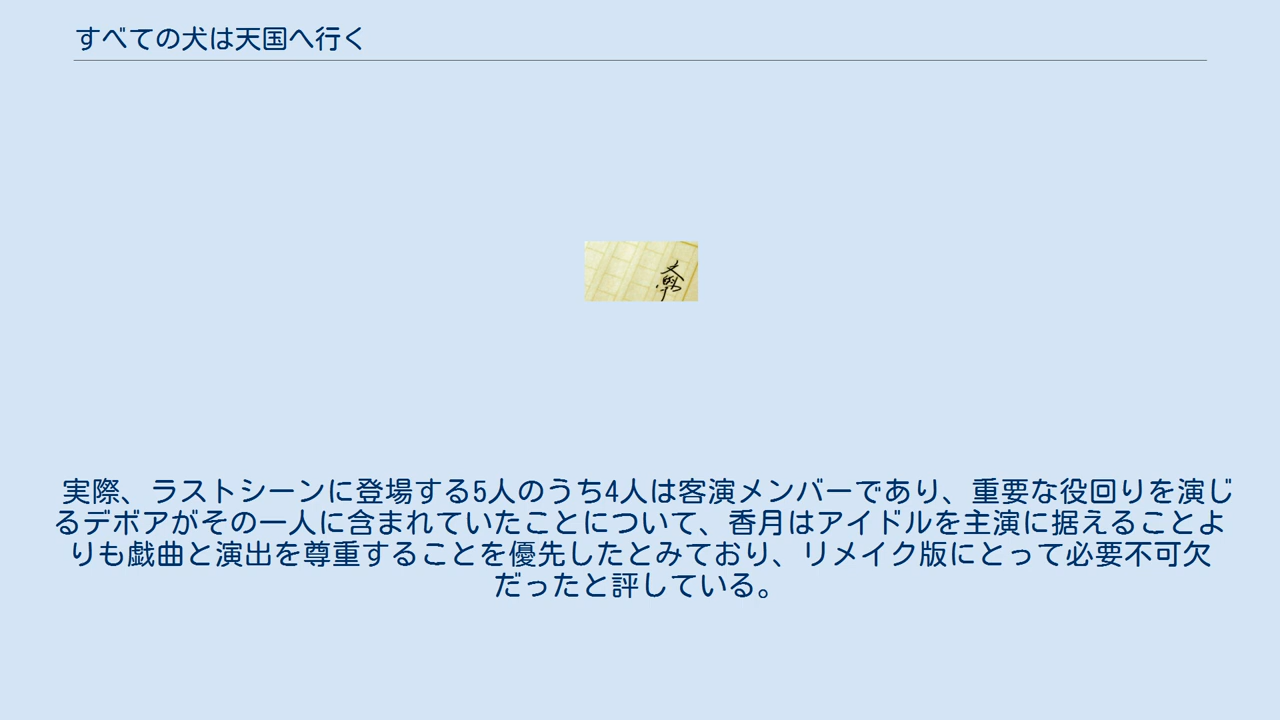 すべての犬は天国へ行く
実際、ラストシーンに登場する5人のうち4人は客演メンバーであり、重要な役回りを演じ
るデボアがその一人に含まれていたことについて、香月はアイドルを主演に据えることよ
りも戯曲と演出を尊重することを優先したとみており、リメイク版にとって必要不可欠
だったと評している。